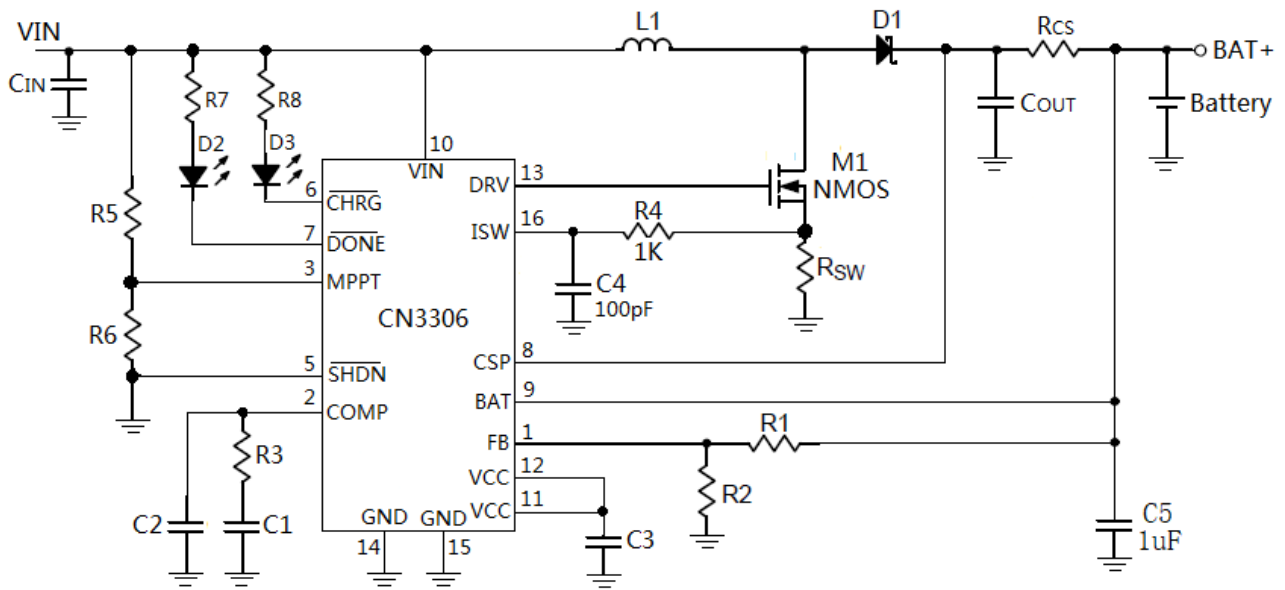 VIN
L1
D1
RCS
BAT+
CIN
R7
R8
COUT
Battery
D2
D3
10
VIN
M1
NMOS
DRV
13
6
CHRG
R5
ISW
16
R4
1K
7
DONE
RSW
3
MPPT
C4
100pF
CN3306
R6
5
SHDN
CSP
8
2
COMP
BAT
9
R1
FB
1
R3
VCC
12
R2
VCC
11
C2
C1
GND
GND
14
15
C3
C5
1uF